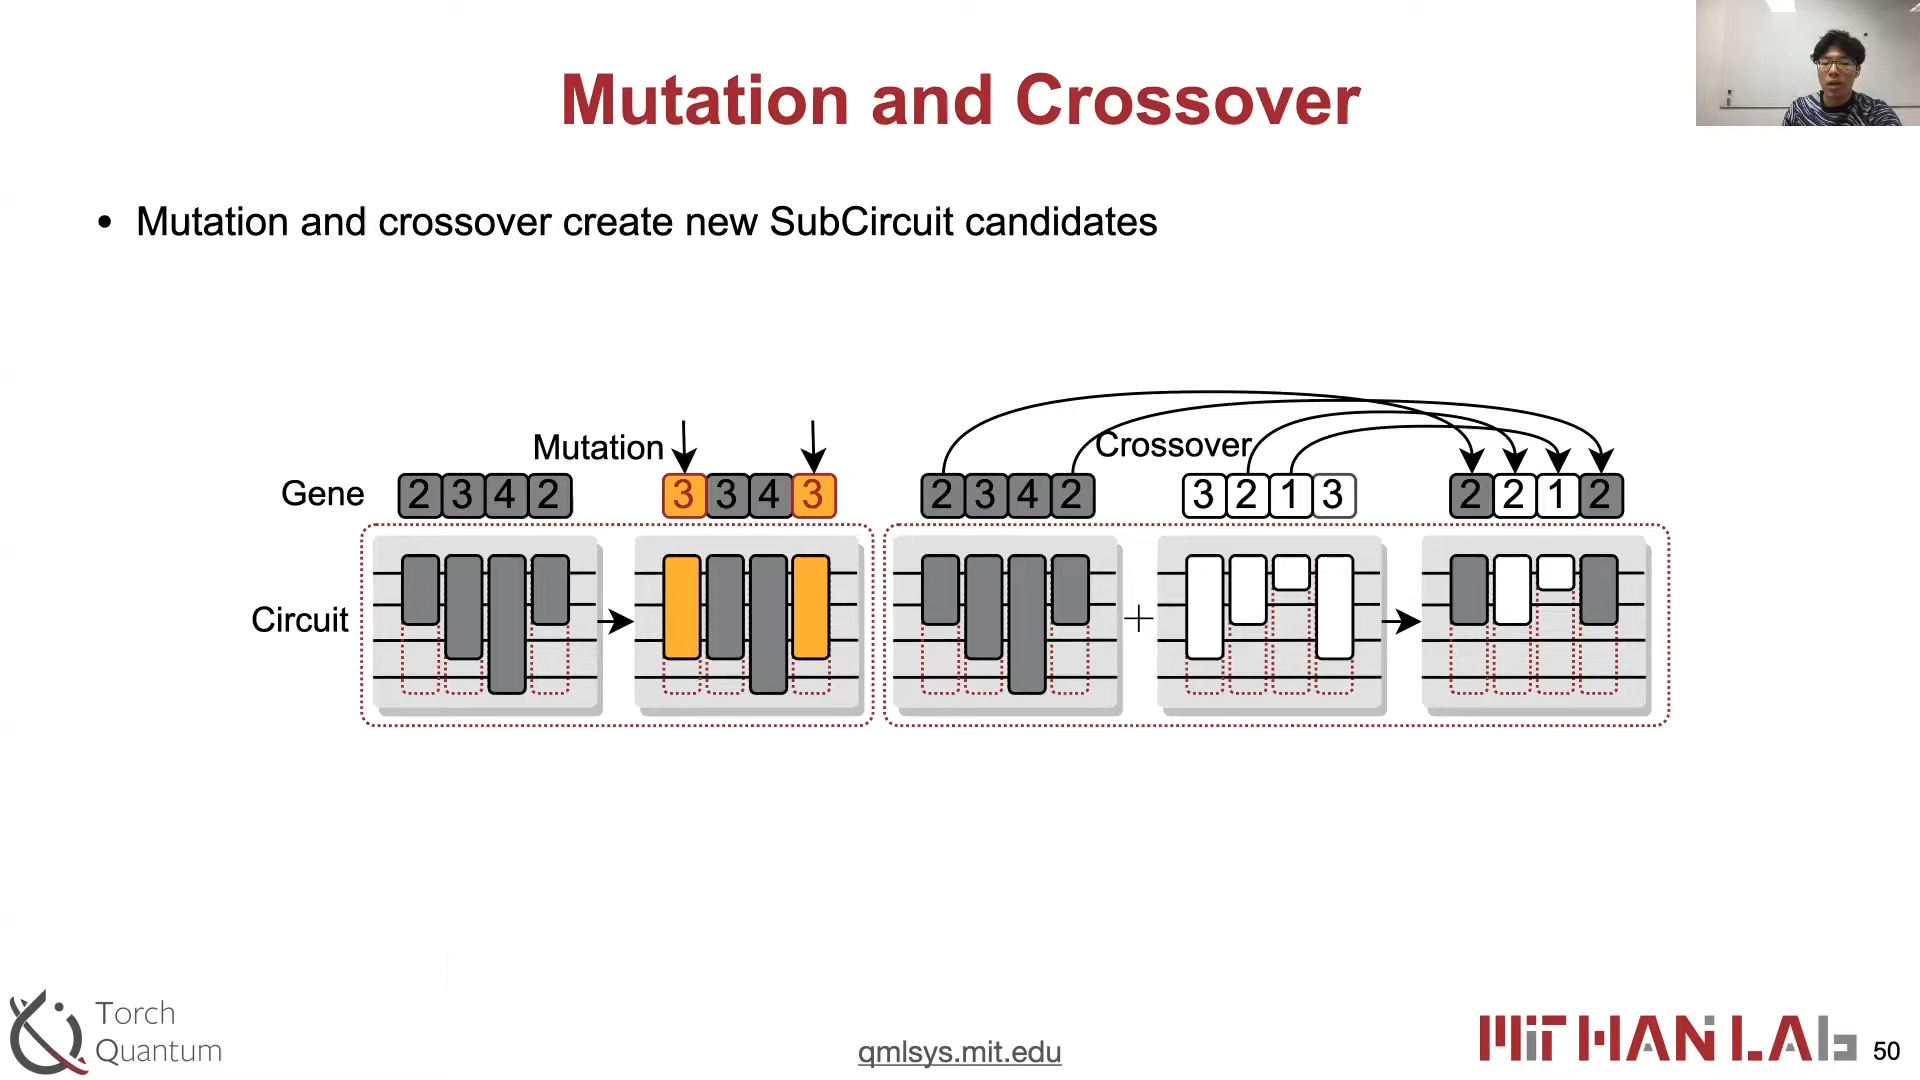 Mutation and Crossover
• Mutation and crossover create new SubCircuit candidates
Mutation
Crossover
Gene
2 3 4 2
3 3 4 3
2 3 4 2
3 2 1 3
2 2 1 2
Circuit
+
Torch
Quantum
qmlsys.mit.edu
MIT HAN LAB
50